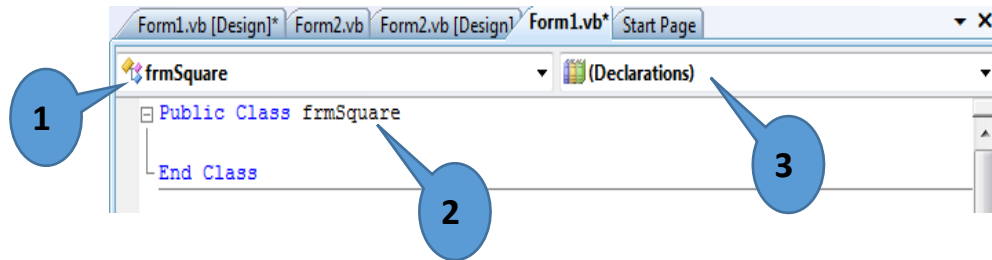 Form1.vb [Design]* Form2.vb Form2.vb [Design] Form1.vb* Start Page
frmSquare (Declarations)
1
Public Class frmSquare
3
End Class
2